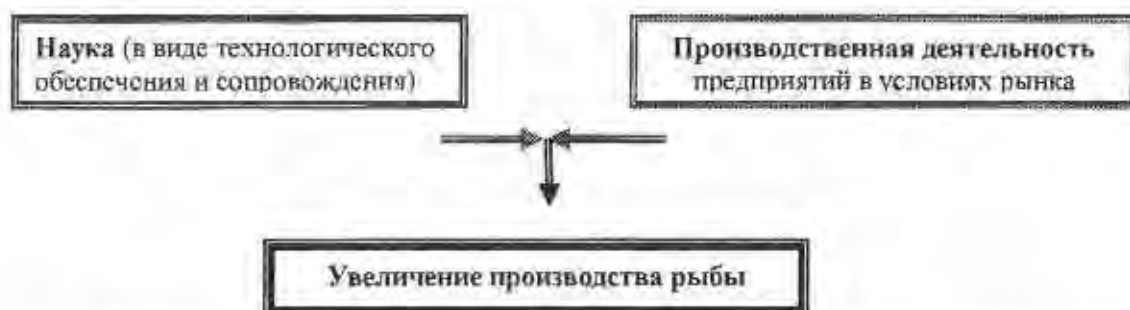 Наука (в виде технологического
обеспечения и сопровождения)
Производственная деятельность
предприятий в условиях рынка
Увеличение производства рыбы